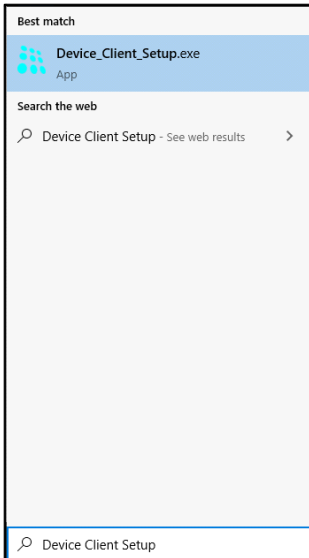 Best match
Device_Client_Setup.exe
App
Search the web
Device Client Setup - See web results
Device Client Setup